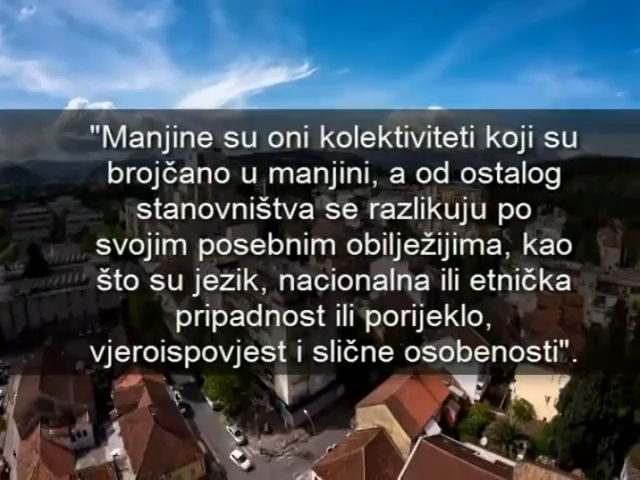 "Manjine su oni kolektiviteti koji su
brojčano u manjini, a od ostalog
stanovništva se razlikuju po
svojim posebnim obilježijima, kao
što su jezik, nacionalna ili etnička
pripadnost ili porijeklo,
vjeroispovjest i slične osobenosti".